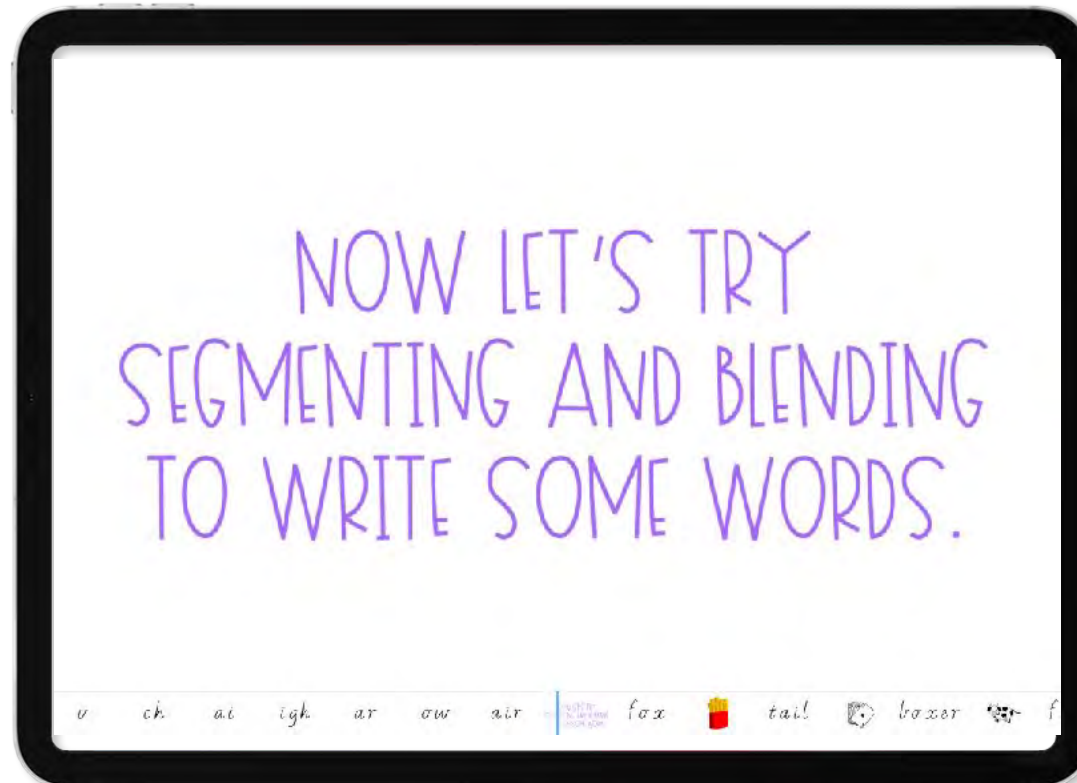 NOW LET'S TRY
SEGMENTING AND BLENDING
TO WRITE SOME WORDS.
v ch ai igh ar ow air fox tail boxer f